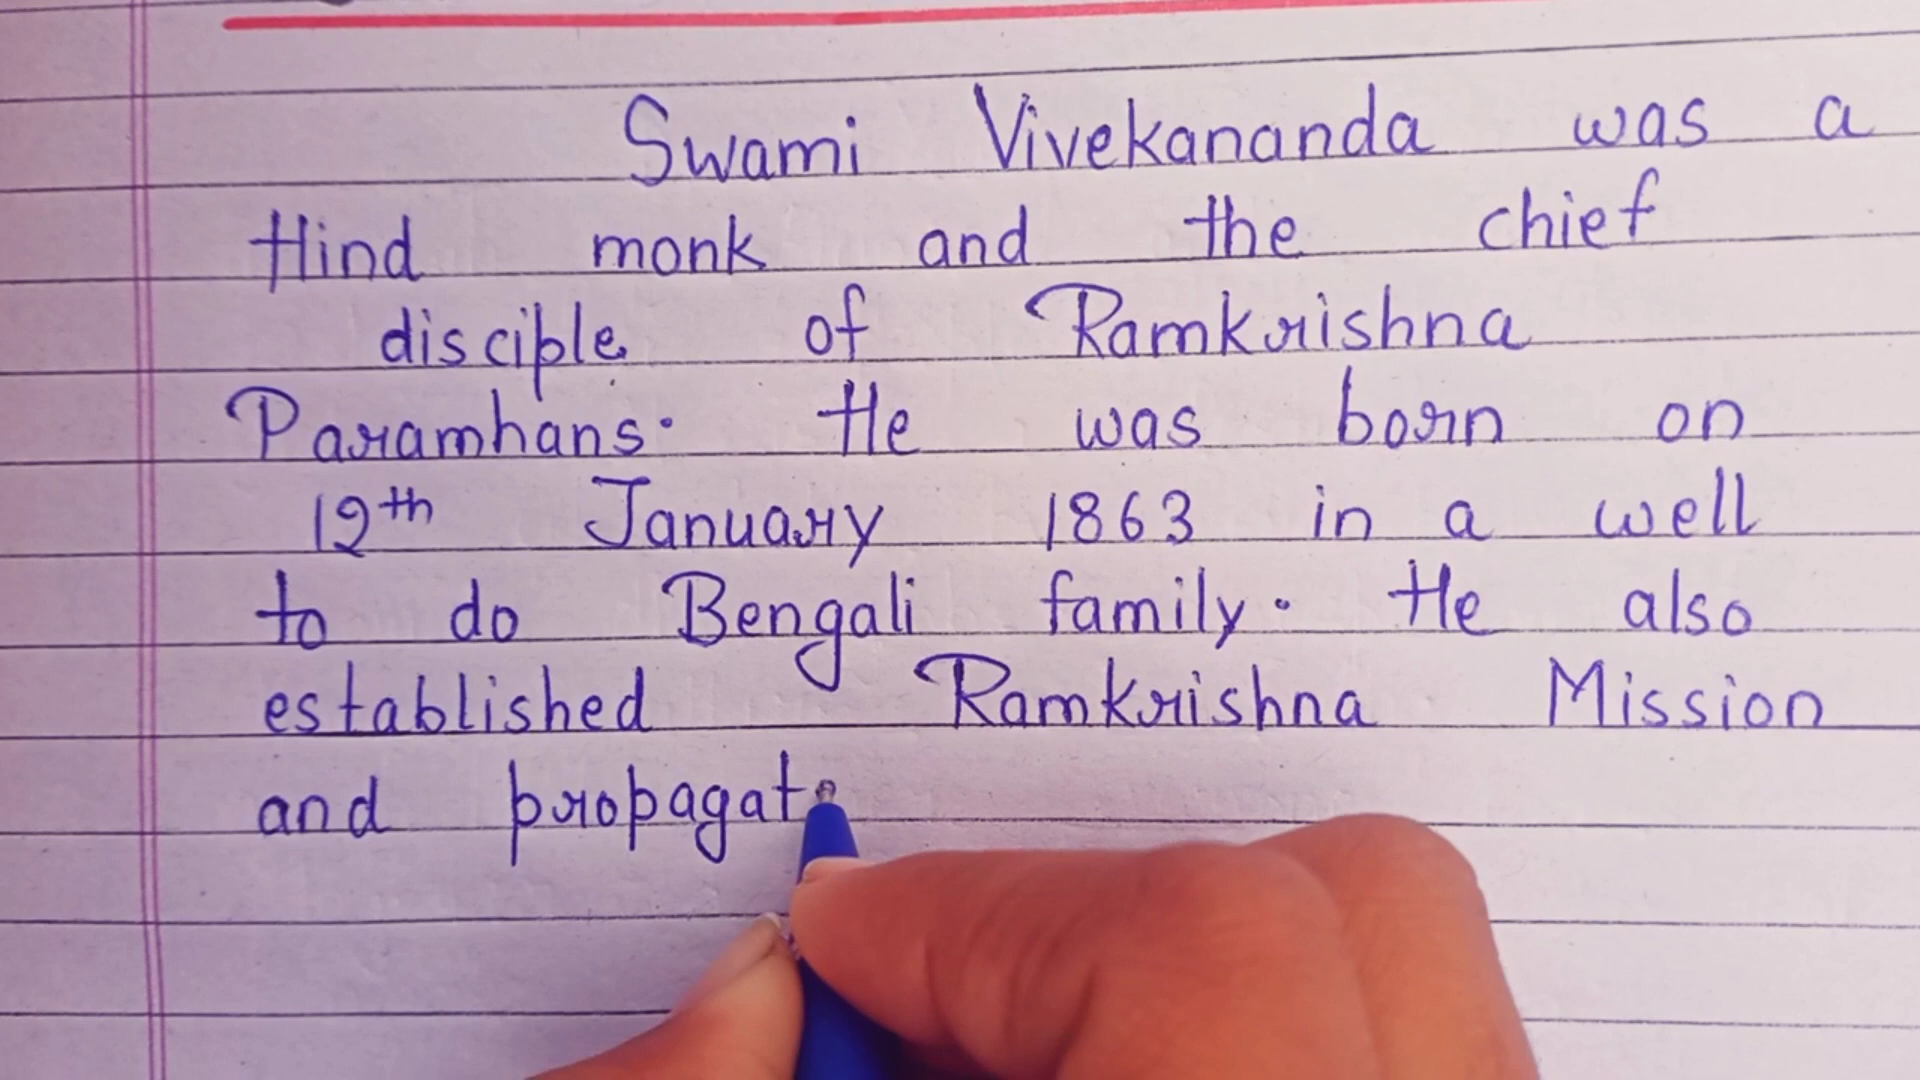 Swami Vivekananda was a
Hind monk and the chief
disciple of Ramkrishna
Paramhans. He was born on
12th January 1863 in a well
to do Bengali family. He also
established Ramkrishna Mission
and propagat